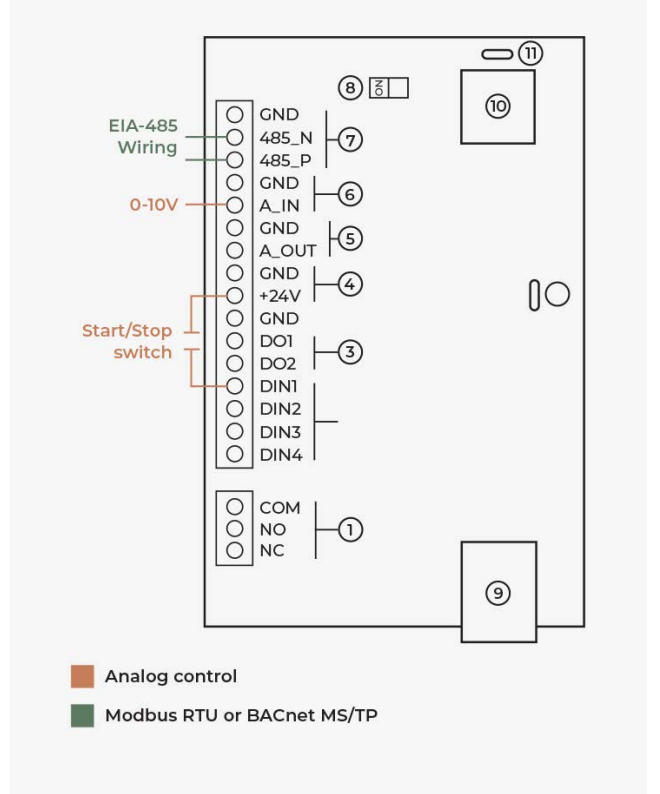 11
8 ON
10
GND
EIA-485 Wiring
485_N
7
485_P
GND
6
0-10V
A_IN
GND
5
A_OUT
GND
4
+24V
GND
Start/Stop switch
DO1
3
DO2
DIN1
DIN2
DIN3
DIN4
COM
NO
1
NC
9
Analog control
Modbus RTU or BACnet MS/TP